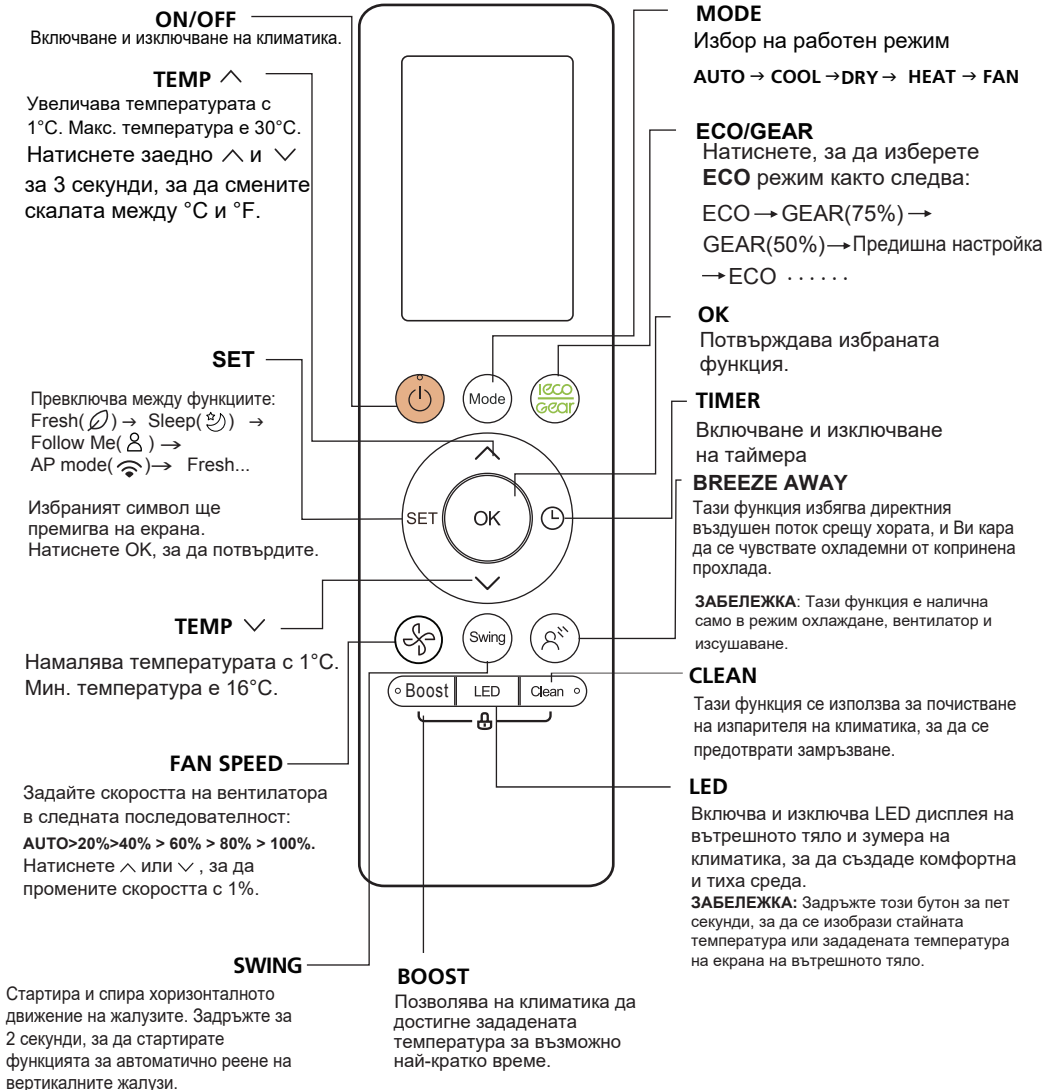 ON/OFF
Включване и изключване на климатика.
TEMP ︿
Увеличава температурата с
1°C. Макс. температура е 30°C.
Натиснете заедно ︿ и ﹀
за 3 секунди, за да смените
скалата между °C и °F.
SET
Превключва между функциите:
Fresh( ) → Sleep( ) →
Follow Me( ) →
AP mode( )→ Fresh...
Избраният символ ще
премигва на екрана.
Натиснете OK, за да потвърдите.
TEMP ﹀
Намалява температурата с 1°C.
Мин. температура е 16°C.
FAN SPEED
Задайте скоростта на вентилатора
в следната последователност:
AUTO>20%>40% > 60% > 80% > 100%.
Натиснете ︿ или ﹀ , за да
промените скоростта с 1%.
SWING
Стартира и спира хоризонталното
движение на жалузите. Задръжте за
2 секунди, за да стартирате
функцията за автоматично реене на
вертикалните жалузи.
Mode
ieco
Gear
SET
OK
Swing
Boost
LED
Clean
BOOST
Позволява на климатика да
достигне зададената
температура за възможно
най-кратко време.
MODE
Избор на работен режим
AUTO → COOL →DRY → HEAT → FAN
ECO/GEAR
Натиснете, за да изберете
ECO режим както следва:
ECO → GEAR(75%) →
GEAR(50%)→Предишна настройка
→ECO ······
OK
Потвърждава избраната
функция.
TIMER
Включване и изключване
на таймера
BREEZE AWAY
Тази функция избягва директния
въздушен поток срещу хората, и Ви кара
да се чувствате охладемни от копринена
прохлада.
ЗАБЕЛЕЖКА: Тази функция е налична
само в режим охлаждане, вентилатор и
изсушаване.
CLEAN
Тази функция се използва за почистване
на изпарителя на климатика, за да се
предотврати замръзване.
LED
Включва и изключва LED дисплея на
вътрешното тяло и зумера на
климатика, за да създаде комфортна
и тиха среда.
ЗАБЕЛЕЖКА: Задръжте този бутон за пет
секунди, за да се изобрази стайната
температура или зададената температура
на екрана на вътрешното тяло.